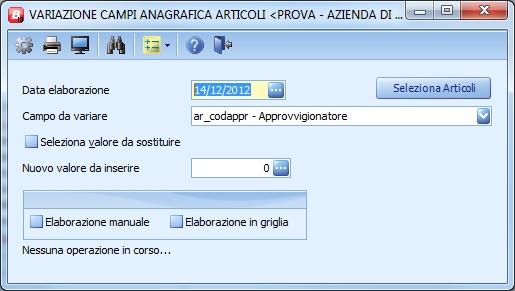 B VARIAZIONE CAMPI ANAGRAFICA ARTICOLI <PROVA - AZIENDA DI ...
Data elaborazione 14/12/2012 ... Seleziona Articoli
Campo da variare ar_codappr - Approvvigionatore
Seleziona valore da sostituire
Nuovo valore da inserire 0 ...
Elaborazione manuale Elaborazione in griglia
Nessuna operazione in corso...